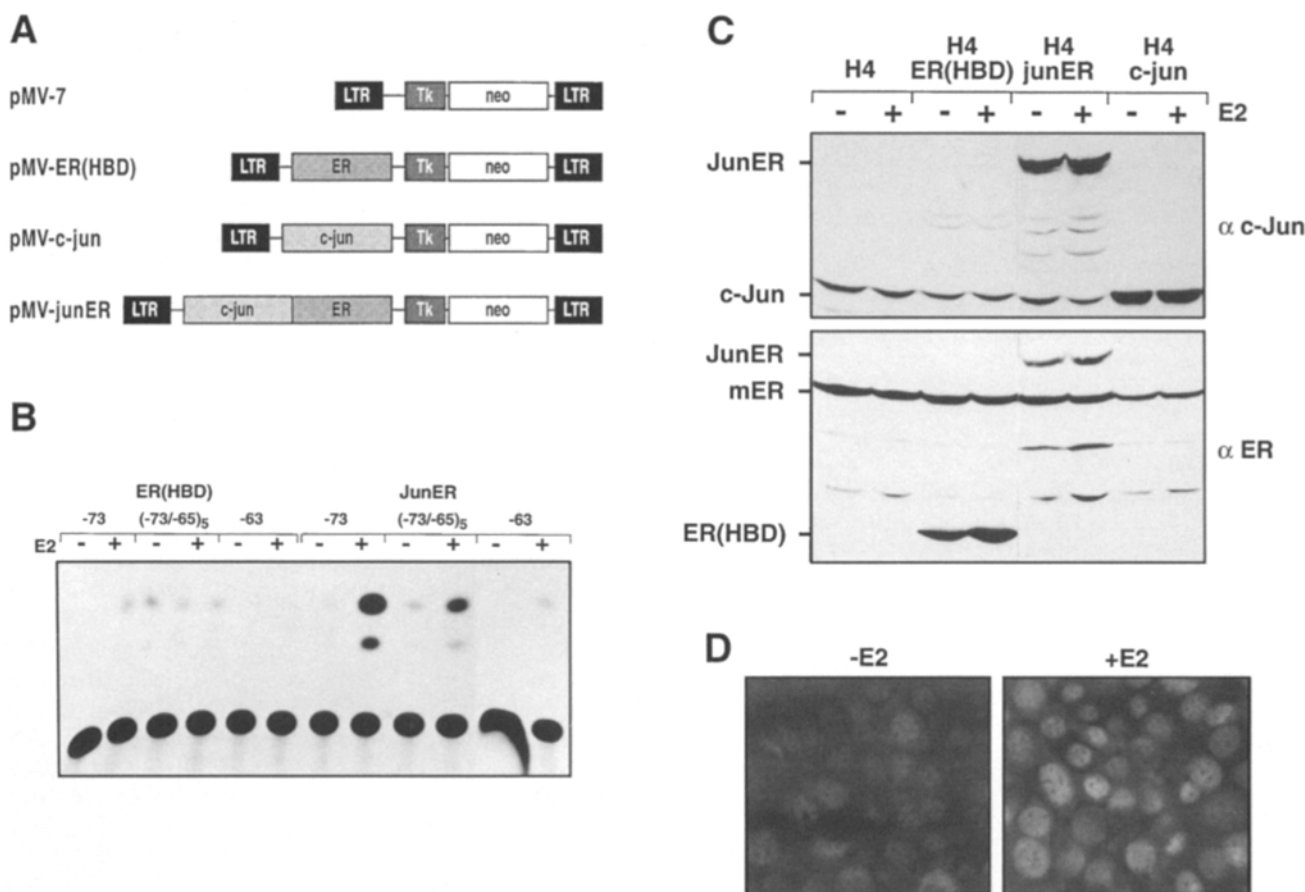 A
pMV-7 LTR Tk neo LTR
pMV-ER(HBD) LTR ER Tk neo LTR
pMV-c-jun LTR c-jun Tk neo LTR
pMV-junER LTR c-jun ER Tk neo LTR
B
ER(HBD) JunER
-73 (-73/-65)5 -63 -73 (-73/-65)5 -63
E2 - + - + - + - + - + - +
C
H4 H4 H4 H4
ER(HBD) junER c-jun
- + - + - + - + E2
JunER
α c-Jun
c-Jun
JunER
mER
α ER
ER(HBD)
D
-E2 +E2